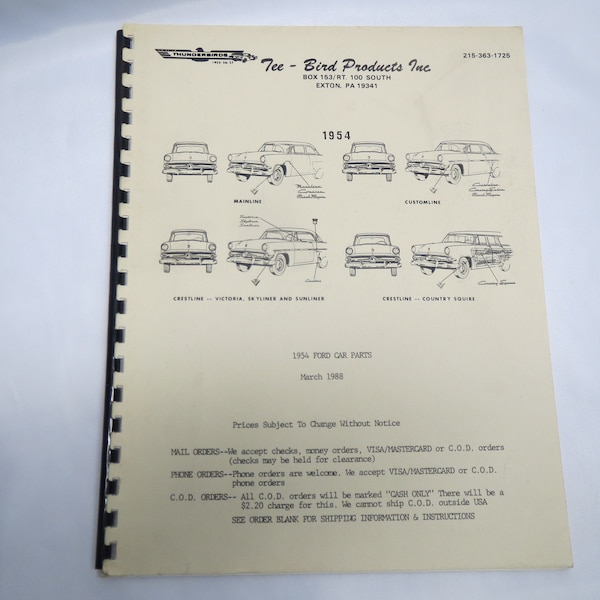 THUNDERBIRDS
Tee - Bird Products Inc.
215-363-1725
BOX 153/RT. 100 SOUTH
EXTON, PA 19341
1954
MAINLINE
CUSTOMLINE
CRESTLINE -- VICTORIA, SKYLINER AND SUNLINER
CRESTLINE -- COUNTRY SQUIRE
1954 FORD CAR PARTS
March 1988
Prices Subject To Change Without Notice
MAIL ORDERS--We accept checks, money orders, VISA/MASTERCARD or C.O.D. orders
(checks may be held for clearance)
PHONE ORDERS--Phone orders are welcome. We accept VISA/MASTERCARD or C.O.D.
phone orders
C.O.D. ORDERS-- All C.O.D. orders will be marked "CASH ONLY" There will be a
$2.20 charge for this. We cannot ship C.O.D. outside USA
SEE ORDER BLANK FOR SHIPPING INFORMATION & INSTRUCTIONS